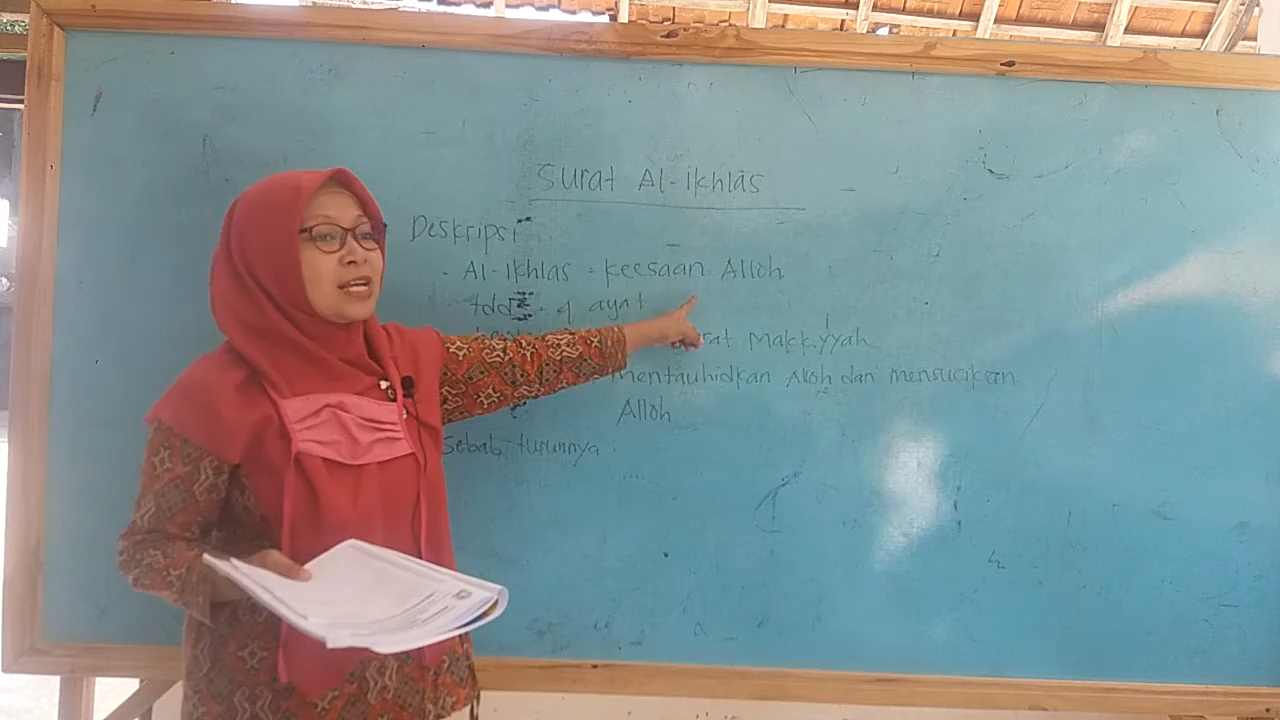 Surat Al-Ikhlas
Deskripsi
- Al-Ikhlas = keesaan Alloh
4 ayat
Makkiyyah
mentauhidkan Alloh dan mensucikan
Alloh
Sebab turunnya :